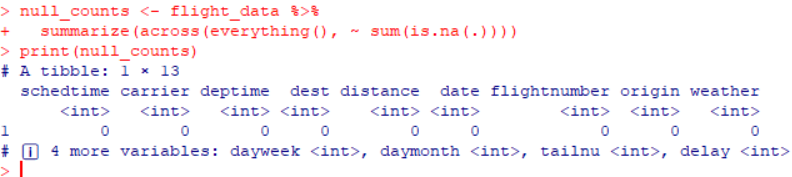 > null_counts <- flight_data %>%
+   summarize(across(everything(), ~ sum(is.na(.))))
> print(null_counts)
# A tibble: 1 × 13
  schedtime carrier deptime  dest distance  date flightnumber origin weather
      <int>   <int>   <int> <int>    <int> <int>        <int>  <int>   <int>
1         0       0       0     0        0     0            0      0       0
# ℹ 4 more variables: dayweek <int>, daymonth <int>, tailnu <int>, delay <int>
>